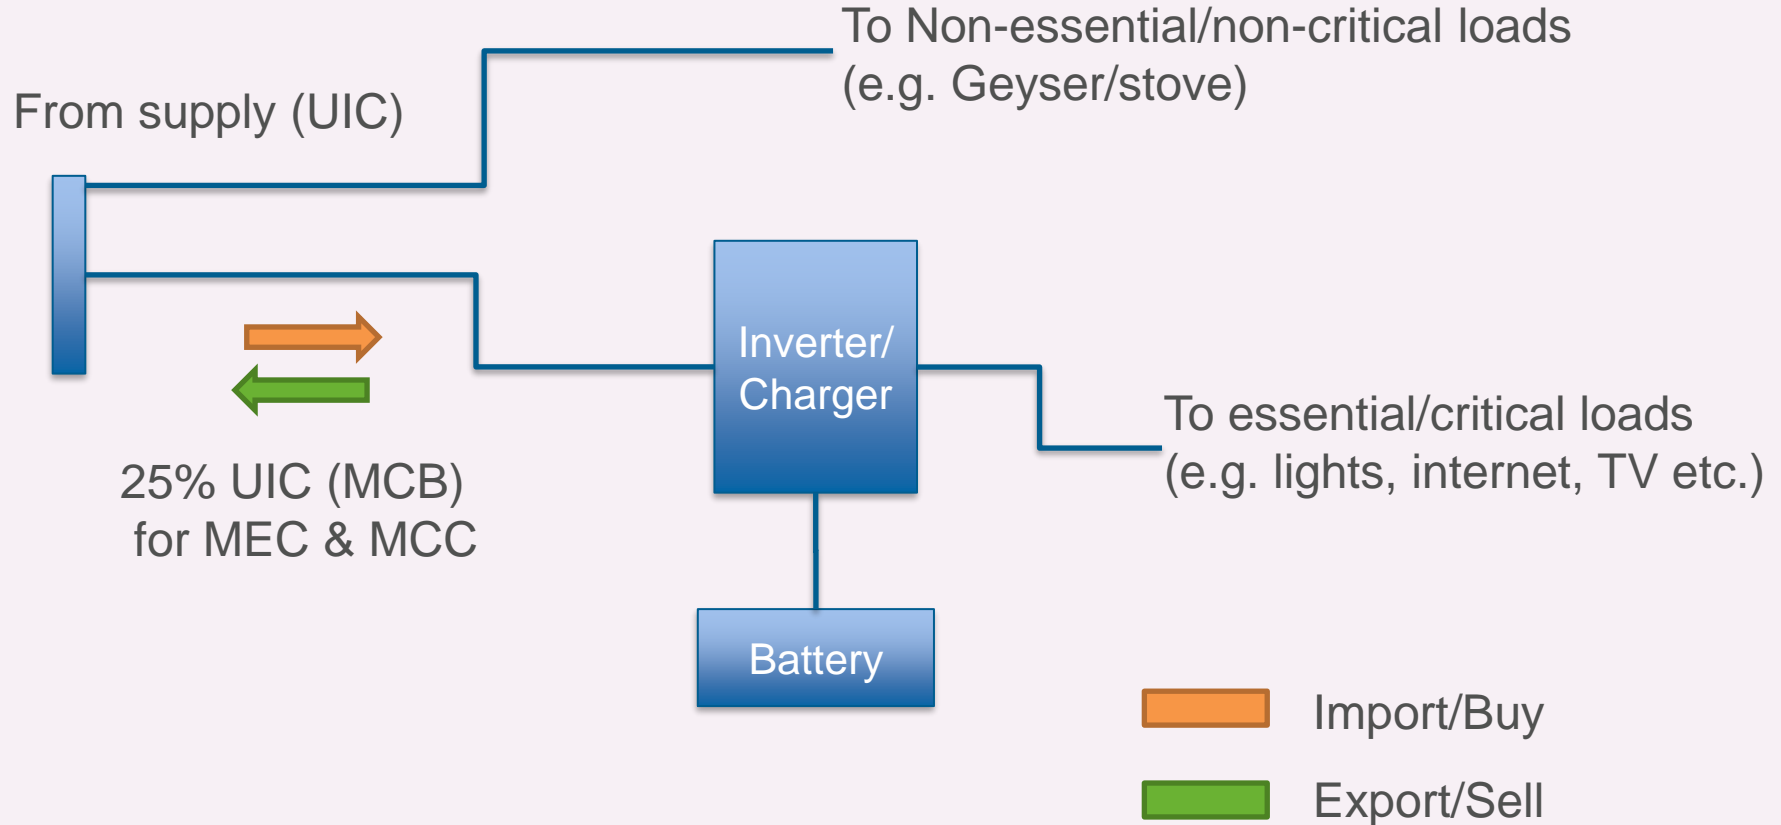 To Non-essential/non-critical loads
(e.g. Geyser/stove)
From supply (UIC)
Inverter/
Charger
To essential/critical loads
(e.g. lights, internet, TV etc.)
25% UIC (MCB)
for MEC & MCC
Battery
Import/Buy
Export/Sell